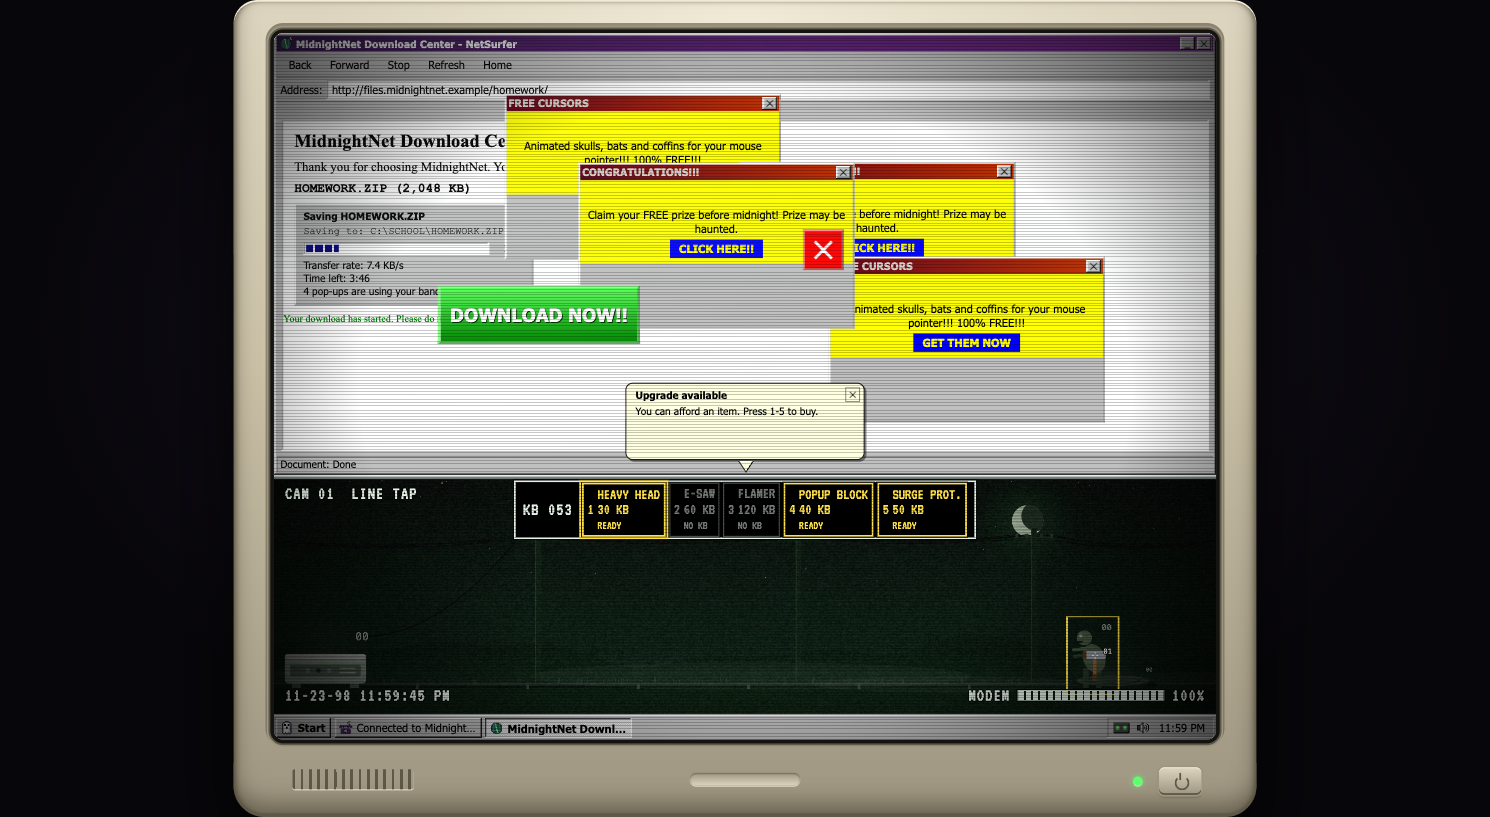 MidnightNet Download Center - NetSurfer
Back Forward Stop Refresh Home
Address: http://files.midnightnet.example/homework/
FREE CURSORS
Animated skulls, bats and coffins for your mouse
pointer!!! 100% FREE!!!
MidnightNet Download Ce
Thank you for choosing MidnightNet. Yo
HOMEWORK.ZIP (2,048 KB)
Saving HOMEWORK.ZIP
Saving to: C:\SCHOOL\HOMEWORK.ZIP
Transfer rate: 7.4 KB/s
Time left: 3:46
4 pop-ups are using your band
Your download has started. Please do
CONGRATULATIONS!!!
Claim your FREE prize before midnight! Prize may be
haunted.
CLICK HERE!!
!!
before midnight! Prize may be
haunted.
ICK HERE!!
E CURSORS
nimated skulls, bats and coffins for your mouse
pointer!!! 100% FREE!!!
GET THEM NOW
DOWNLOAD NOW!!
Upgrade available
You can afford an item. Press 1-5 to buy.
Document: Done
CAM 01 LINE TAP
KB 053
HEAVY HEAD
1 30 KB
READY
E-SAW
2 60 KB
NO KB
FLAMER
3 120 KB
NO KB
POPUP BLOCK
4 40 KB
READY
SURGE PROT.
5 50 KB
READY
00
00
01
00
11-23-98 11:59:45 PM
MODEM 100%
Start
Connected to Midnight...
MidnightNet Downl...
11:59 PM